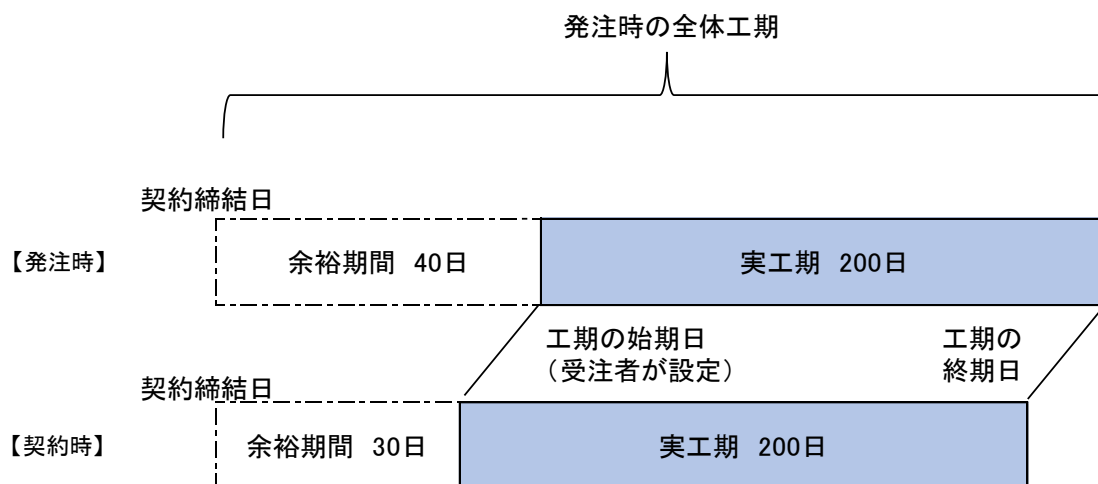 発注時の全体工期
契約締結日
【発注時】
余裕期間 40日
実工期 200日
工期の始期日
（受注者が設定）
工期の
終期日
契約締結日
【契約時】
余裕期間 30日
実工期 200日